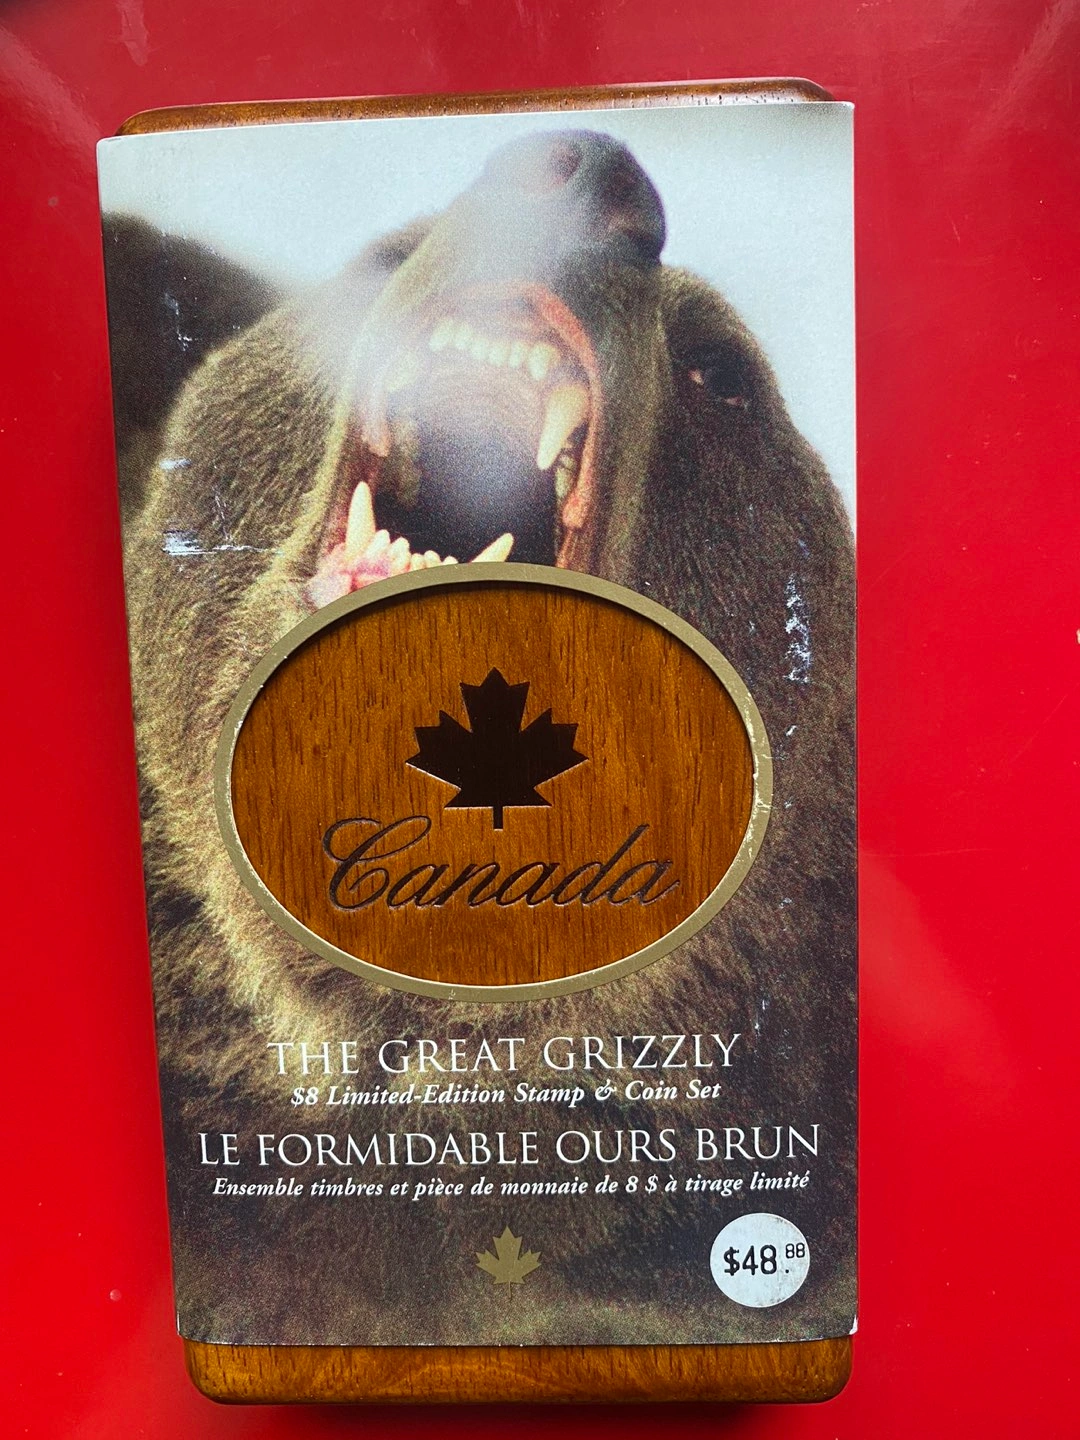 Canada
THE GREAT GRIZZLY
$8 Limited-Edition Stamp & Coin Set
LE FORMIDABLE OURS BRUN
Ensemble timbres et pièce de monnaie de 8 $ à tirage limité
$48.88